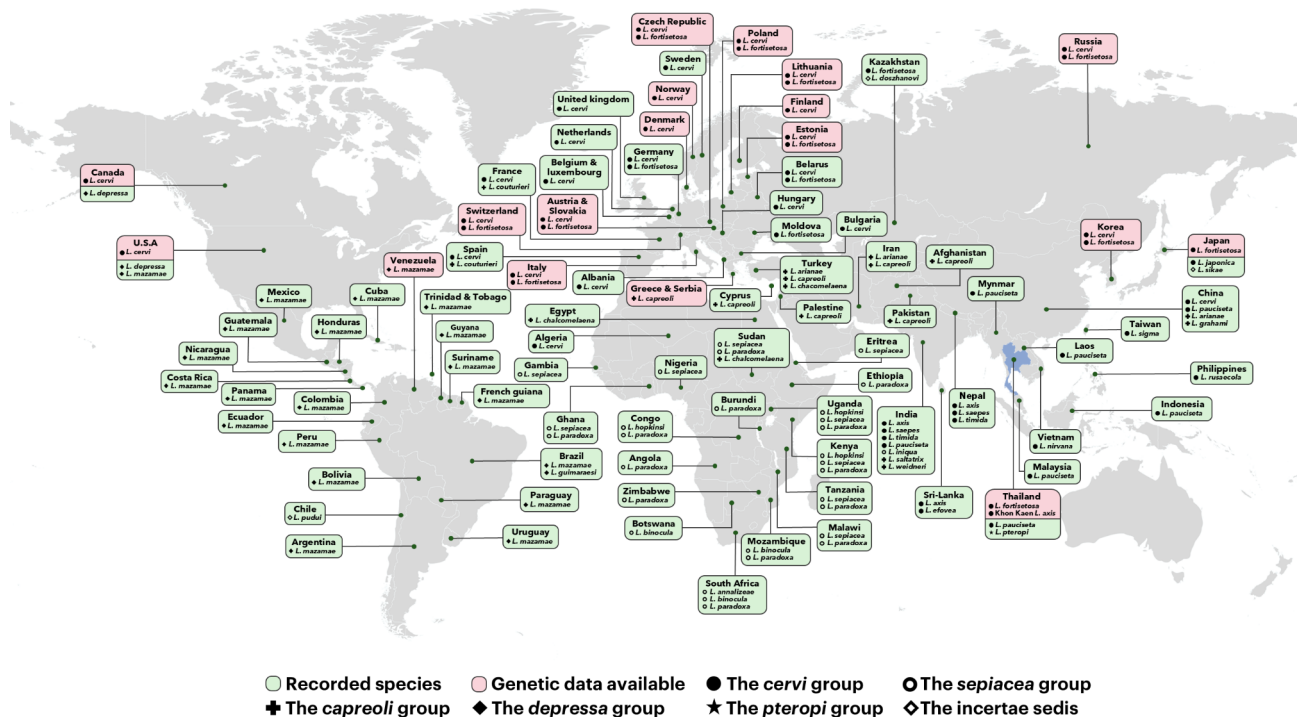 Czech Republic
● L. cervi
● L. fortisetosa
Poland
● L. cervi
● L. fortisetosa
Russia
● L. cervi
● L. fortisetosa
Sweden
● L. cervi
Lithuania
● L. cervi
● L. fortisetosa
Kazakhstan
● L. fortisetosa
◇ L. doszhanovi
Norway
● L. cervi
United kingdom
● L. cervi
Finland
● L. cervi
Denmark
● L. cervi
Netherlands
● L. cervi
Estonia
● L. cervi
● L. fortisetosa
Germany
● L. cervi
● L. fortisetosa
France
● L. cervi
✚ L. couturieri
Belgium &
luxembourg
● L. cervi
Belarus
● L. cervi
● L. fortisetosa
Canada
● L. cervi
◆ L. depressa
Austria &
Slovakia
● L. cervi
● L. fortisetosa
Hungary
● L. cervi
Switzerland
● L. cervi
● L. fortisetosa
Moldova
● L. fortisetosa
Bulgaria
● L. cervi
Korea
● L. cervi
● L. fortisetosa
U.S.A
● L. cervi
◆ L. depressa
◆ L. mazamae
Japan
● L. fortisetosa
● L. japonica
◇ L. sikae
Venezuela
◆ L. mazamae
Spain
● L. cervi
✚ L. couturieri
Italy
● L. cervi
● L. fortisetosa
Albania
● L. cervi
Greece & Serbia
✚ L. capreoli
Turkey
✚ L. arianae
✚ L. capreoli
✚ L. chacomelaena
Iran
✚ L. arianae
✚ L. capreoli
Afghanistan
✚ L. capreoli
Mynmar
● L. pauciseta
Mexico
◆ L. mazamae
Cuba
◆ L. mazamae
Trinidad & Tobago
◆ L. mazamae
Cyprus
✚ L. capreoli
Palestine
✚ L. capreoli
Pakistan
✚ L. capreoli
China
● L. cervi
● L. pauciseta
✚ L. arianae
✚ L. grahami
Guatemala
◆ L. mazamae
Honduras
◆ L. mazamae
Guyana
◆ L. mazamae
Egypt
✚ L. chalcomelaena
Algeria
● L. cervi
Sudan
○ L. sepiacea
○ L. paradoxa
✚ L. chalcomelaena
Eritrea
○ L. sepiacea
Taiwan
● L. sigma
Laos
● L. pauciseta
Nicaragua
◆ L. mazamae
Suriname
◆ L. mazamae
Gambia
○ L. sepiacea
Nigeria
○ L. sepiacea
Ethiopia
○ L. paradoxa
Philippines
● L. rusaecola
Costa Rica
◆ L. mazamae
Panama
◆ L. mazamae
Colombia
◆ L. mazamae
French guiana
◆ L. mazamae
Burundi
○ L. paradoxa
Uganda
○ L. hopkinsi
○ L. sepiacea
○ L. paradoxa
Nepal
● L. axis
● L. saepes
● L. timida
Indonesia
● L. pauciseta
Ecuador
◆ L. mazamae
Ghana
○ L. sepiacea
○ L. paradoxa
Congo
○ L. hopkinsi
○ L. paradoxa
India
● L. axis
● L. saepes
● L. timida
● L. pauciseta
● L. iniqua
✚ L. saltatrix
✚ L. weidneri
Peru
◆ L. mazamae
Kenya
○ L. hopkinsi
○ L. sepiacea
○ L. paradoxa
Vietnam
● L. nirvana
Brazil
◆ L. mazamae
◆ L. guimaraesi
Angola
○ L. paradoxa
Malaysia
● L. pauciseta
Bolivia
◆ L. mazamae
Zimbabwe
○ L. paradoxa
Tanzania
○ L. sepiacea
○ L. paradoxa
Sri-Lanka
● L. axis
● L. efovea
Thailand
● L. fortisetosa
● Khon Kaon L. axis
● L. pauciseta
★ L. pteropi
Paraguay
◆ L. mazamae
Chile
◇ L. pudui
Botswana
○ L. binocula
Malawi
○ L. sepiacea
○ L. paradoxa
Uruguay
◆ L. mazamae
Argentina
◆ L. mazamae
Mozambique
○ L. binocula
○ L. paradoxa
South Africa
○ L. annalizeae
○ L. binocula
○ L. paradoxa
Recorded species
Genetic data available
● The cervi group
○ The sepiacea group
✚ The capreoli group
◆ The depressa group
★ The pteropi group
◇ The incertae sedis